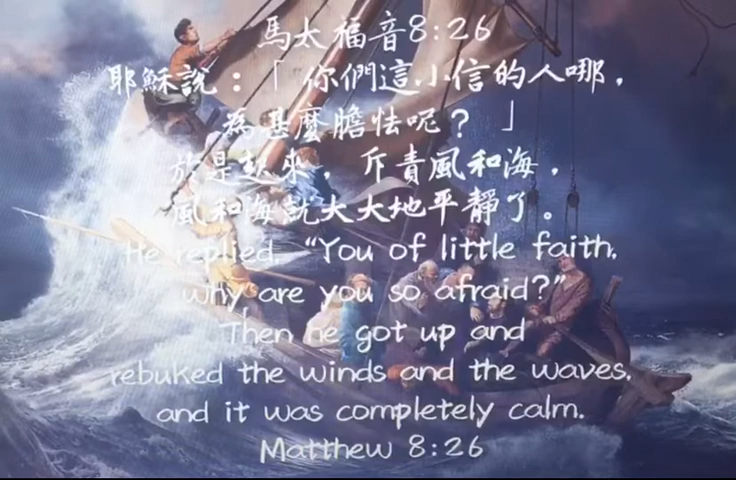 馬太福音8:26
耶穌說：「你們這小信的人哪，
為甚麼膽怯呢？」
於是起來，斥責風和海，
風和海就大大地平靜了。
He replied, “You of little faith,
why are you so afraid?”
Then he got up and
rebuked the winds and the waves,
and it was completely calm.
Matthew 8:26